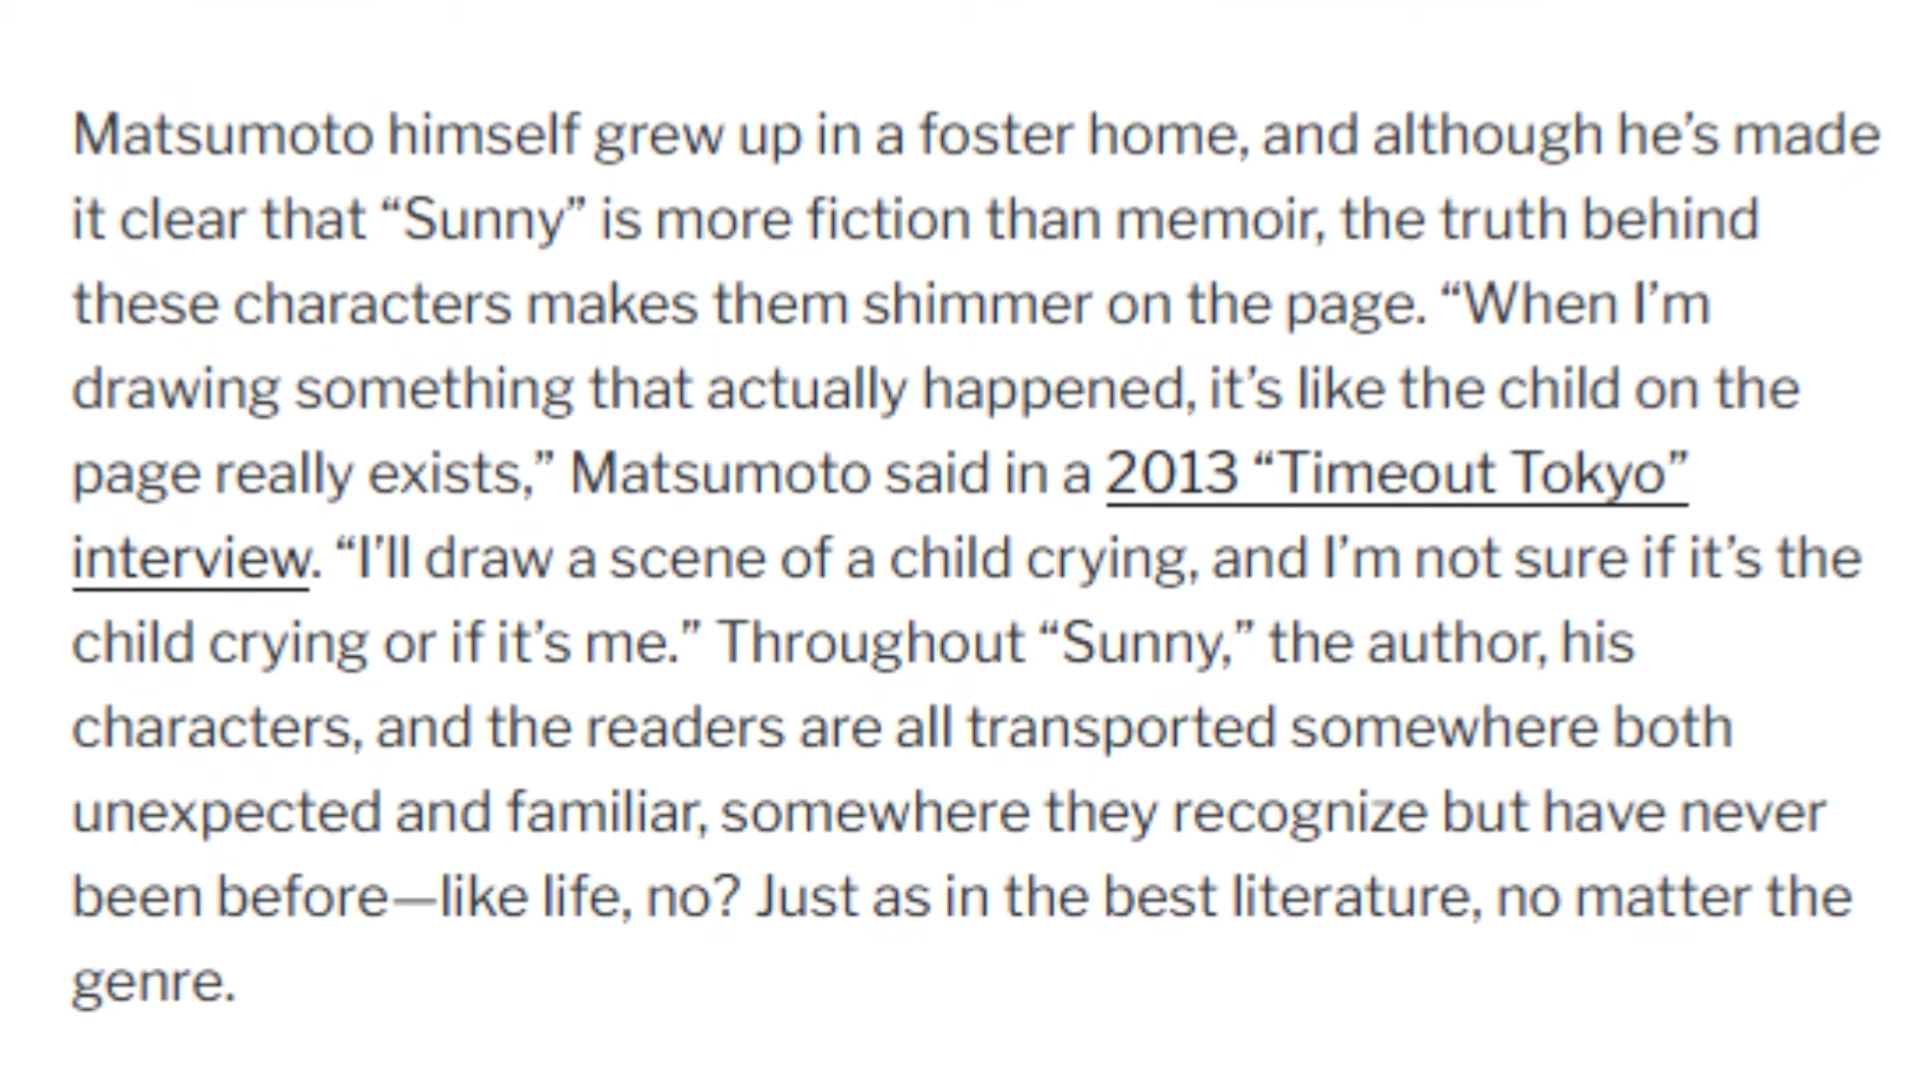 Matsumoto himself grew up in a foster home, and although he’s made
it clear that “Sunny” is more fiction than memoir, the truth behind
these characters makes them shimmer on the page. “When I’m
drawing something that actually happened, it’s like the child on the
page really exists,” Matsumoto said in a 2013 “Timeout Tokyo”
interview. “I’ll draw a scene of a child crying, and I’m not sure if it’s the
child crying or if it’s me.” Throughout “Sunny,” the author, his
characters, and the readers are all transported somewhere both
unexpected and familiar, somewhere they recognize but have never
been before—like life, no? Just as in the best literature, no matter the
genre.